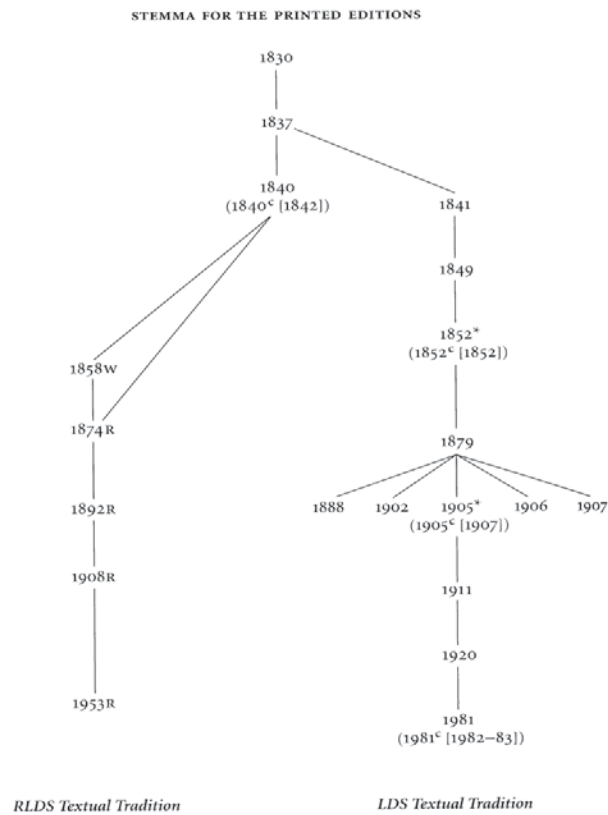 STEMMA FOR THE PRINTED EDITIONS
1830
1837
1840
(1840ᶜ [1842])
1841
1849
1852*
(1852ᶜ [1852])
1858W
1874R
1879
1892R
1888 1902 1905* 1906 1907
(1905ᶜ [1907])
1908R
1911
1920
1953R
1981
(1981ᶜ [1982–83])
RLDS Textual Tradition LDS Textual Tradition